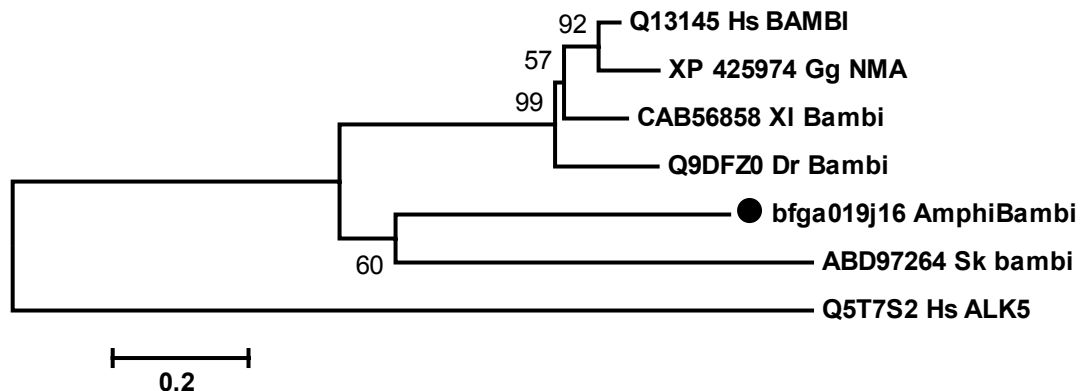 92
Q13145 Hs BAMBI
57
XP 425974 Gg NMA
99
CAB56858 Xl Bambi
Q9DFZ0 Dr Bambi
bfga019j16 AmphiBambi
60
ABD97264 Sk bambi
Q5T7S2 Hs ALK5
0.2